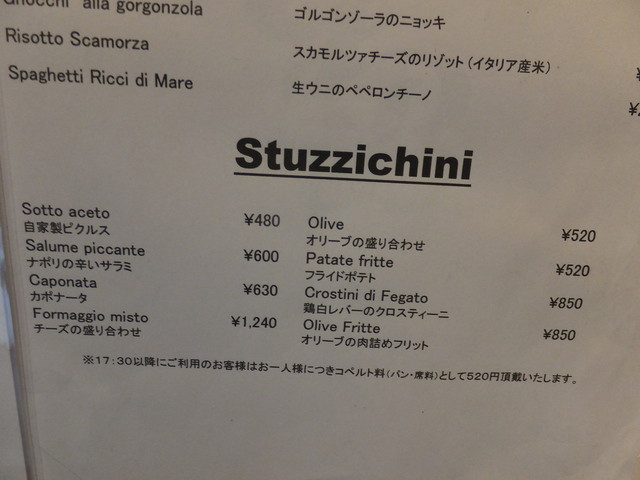 Gnocchi alla gorgonzola
ゴルゴンゾーラのニョッキ
Risotto Scamorza
スカモルツァチーズのリゾット（イタリア産米）
Spaghetti Ricci di Mare
生ウニのペペロンチーノ
Stuzzichini
Sotto aceto ¥480
自家製ピクルス
Salume piccante ¥600
ナポリの辛いサラミ
Caponata ¥630
カポナータ
Formaggio misto ¥1,240
チーズの盛り合わせ
Olive ¥520
オリーブの盛り合わせ
Patate fritte ¥520
フライドポテト
Crostini di Fegato ¥850
鶏白レバーのクロスティーニ
Olive Fritte ¥850
オリーブの肉詰めフリット
※17:30以降にご利用のお客様はお一人様につきコペルト料（パン・席料）として520円頂戴いたします。